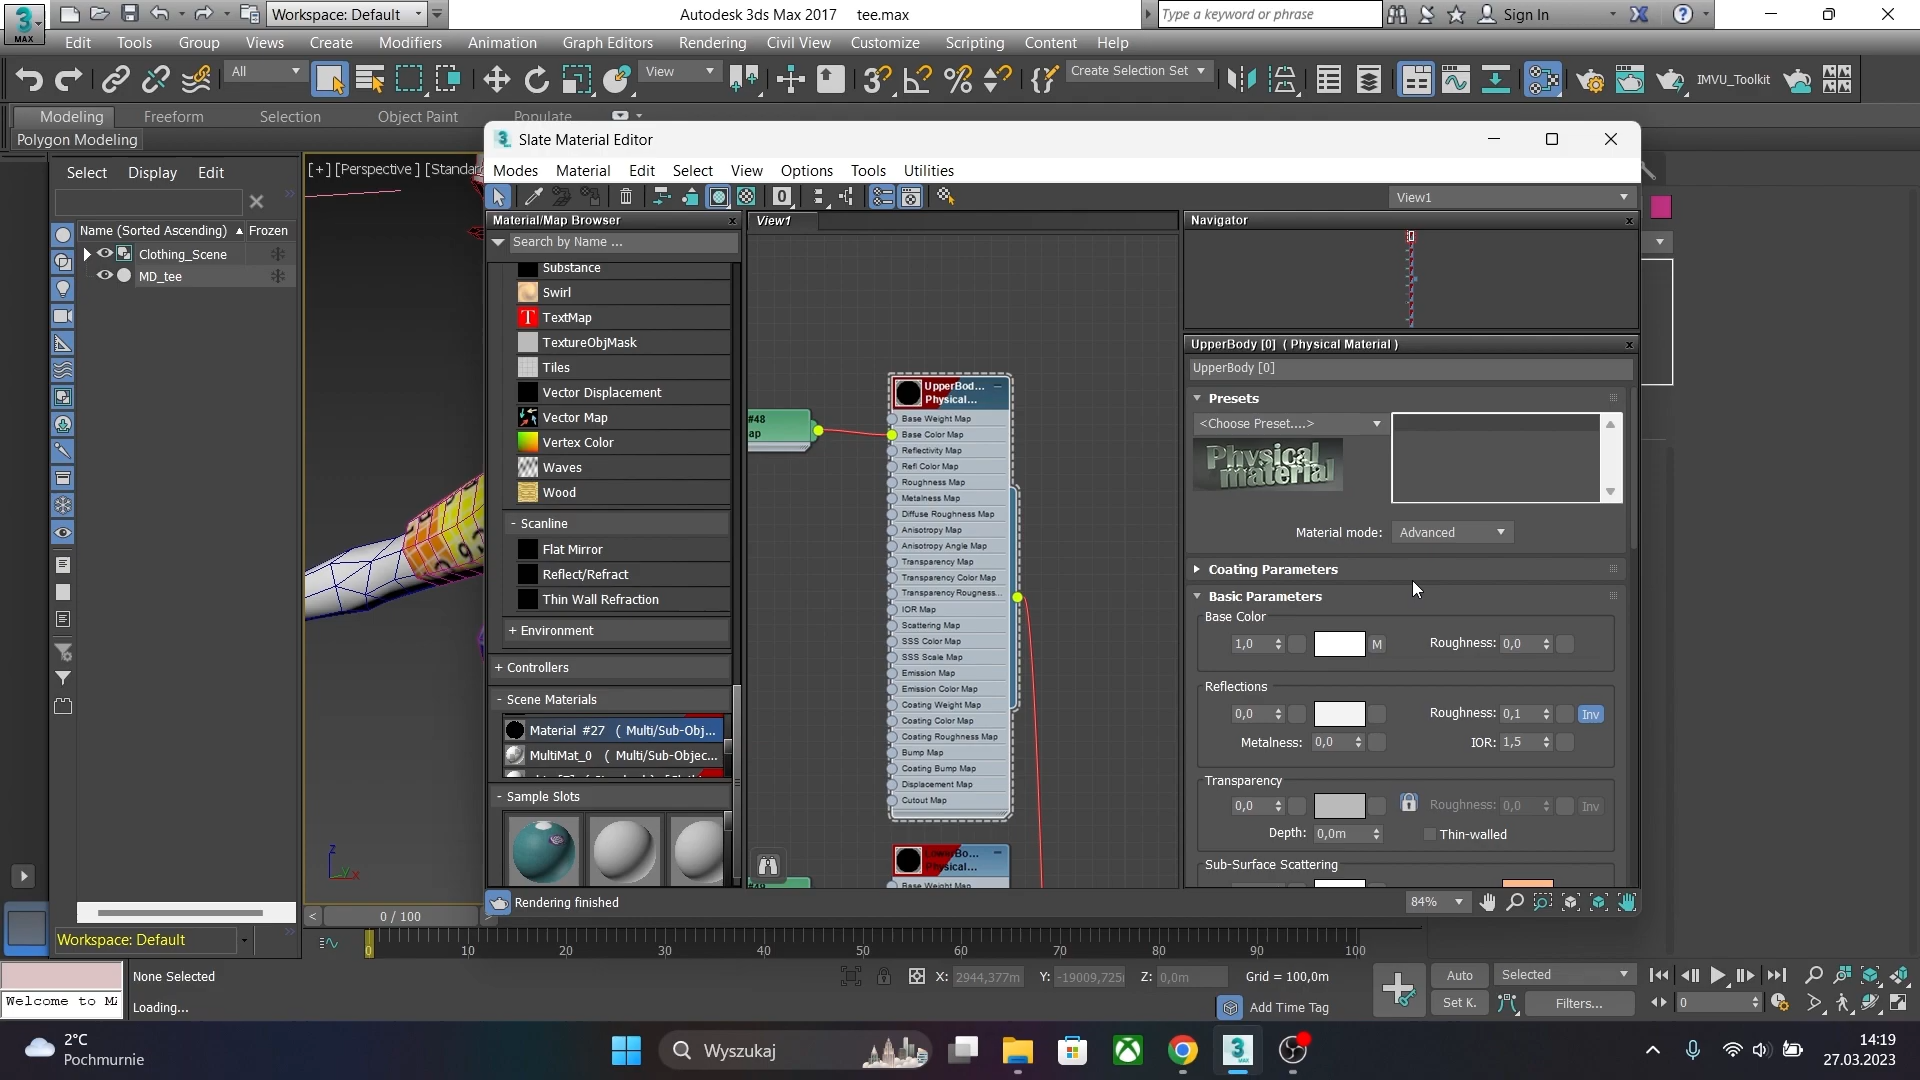 Workspace: Default
Autodesk 3ds Max 2017 tee.max
Type a keyword or phrase
Sign In
MAX
Edit Tools Group Views Create Modifiers Animation Graph Editors Rendering Civil View Customize Scripting Content Help
All
View
Create Selection Set
IMVU_Toolkit
Modeling Freeform Selection Object Paint Populate
Polygon Modeling
Select Display Edit
Name (Sorted Ascending) Frozen
Clothing_Scene
MD_tee
[+] [Perspective ] [Standar
Slate Material Editor
Modes Material Edit Select View Options Tools Utilities
View1
Material/Map Browser
Search by Name ...
Substance
Swirl
TextMap
TextureObjMask
Tiles
Vector Displacement
Vector Map
Vertex Color
Waves
Wood
- Scanline
Flat Mirror
Reflect/Refract
Thin Wall Refraction
+ Environment
+ Controllers
- Scene Materials
Material #27 ( Multi/Sub-Obj...
MultiMat_0 ( Multi/Sub-Objec...
- Sample Slots
View1
#48
ap
UpperBod...
Physical...
Base Weight Map
Base Color Map
Reflectivity Map
Refl Color Map
Roughness Map
Metalness Map
Diffuse Roughness Map
Anisotropy Map
Anisotropy Angle Map
Transparency Map
Transparency Color Map
Transparency Roughness...
IOR Map
Scattering Map
SSS Color Map
SSS Scale Map
Emission Map
Emission Color Map
Coating Weight Map
Coating Color Map
Coating Roughness Map
Bump Map
Coating Bump Map
Displacement Map
Cutout Map
LowerBo...
Physical...
Base Weight Map
#49
Navigator
UpperBody [0] ( Physical Material )
UpperBody [0]
Presets
<Choose Preset....>
Physical material
Material mode: Advanced
Coating Parameters
Basic Parameters
Base Color
1,0 M Roughness: 0,0
Reflections
0,0 Roughness: 0,1 Inv
Metalness: 0,0 IOR: 1,5
Transparency
0,0 Roughness: 0,0 Inv
Depth: 0,0m Thin-walled
Sub-Surface Scattering
Rendering finished
84%
Workspace: Default
0 / 100
0 10 20 30 40 50 60 70 80 90 100
None Selected
X: 2944,377m Y: -19009,725 Z: 0,0m Grid = 100,0m
Auto Selected
Welcome to M
Loading...
Add Time Tag
Set K. Filters...
0
2°C
Pochmurnie
Wyszukaj
14:19
27.03.2023